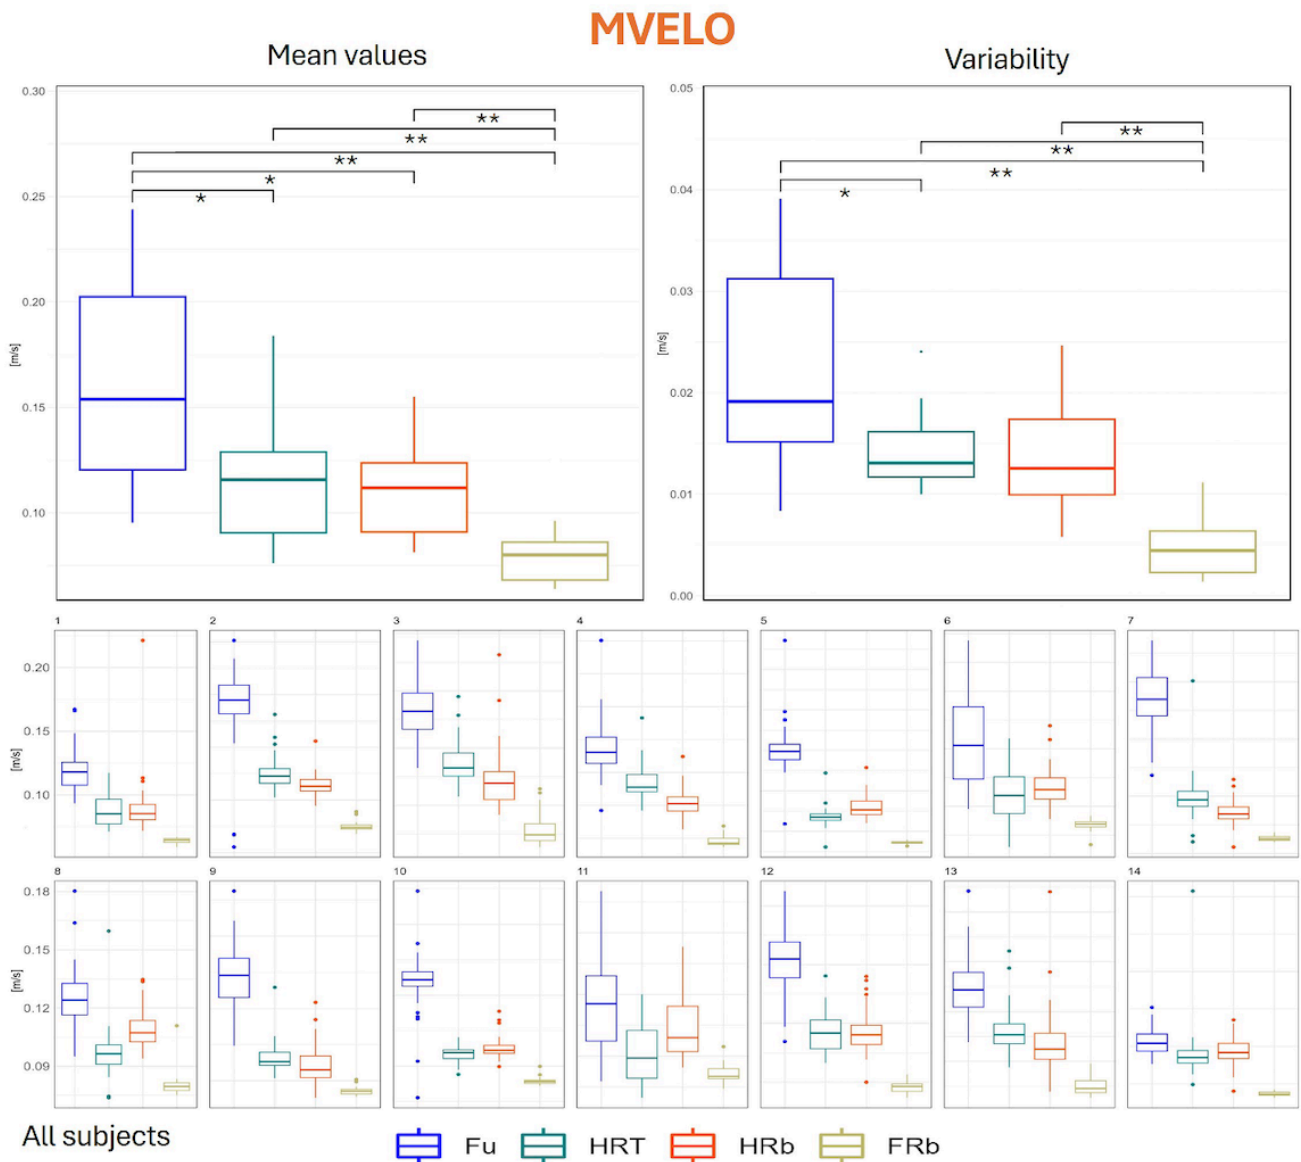 MVELO
Mean values
Variability
0.30
0.25
0.20
0.15
0.10
[m/s]
**
**
**
*
*
0.05
0.04
0.03
0.02
0.01
0.00
[m/s]
**
**
**
*
1 2 3 4 5 6 7
0.20
0.15
0.10
[m/s]
8 9 10 11 12 13 14
0.18
0.15
0.12
0.09
[m/s]
All subjects
Fu HRT HRb FRb